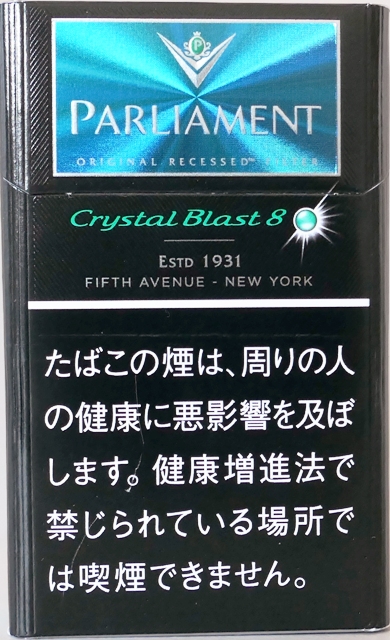 P
PARLIAMENT
ORIGINAL RECESSED™ FILTER
Crystal Blast 8
ESTD 1931
FIFTH AVENUE - NEW YORK
たばこの煙は、周りの人
の健康に悪影響を及ぼ
します。健康増進法で
禁じられている場所で
は喫煙できません。